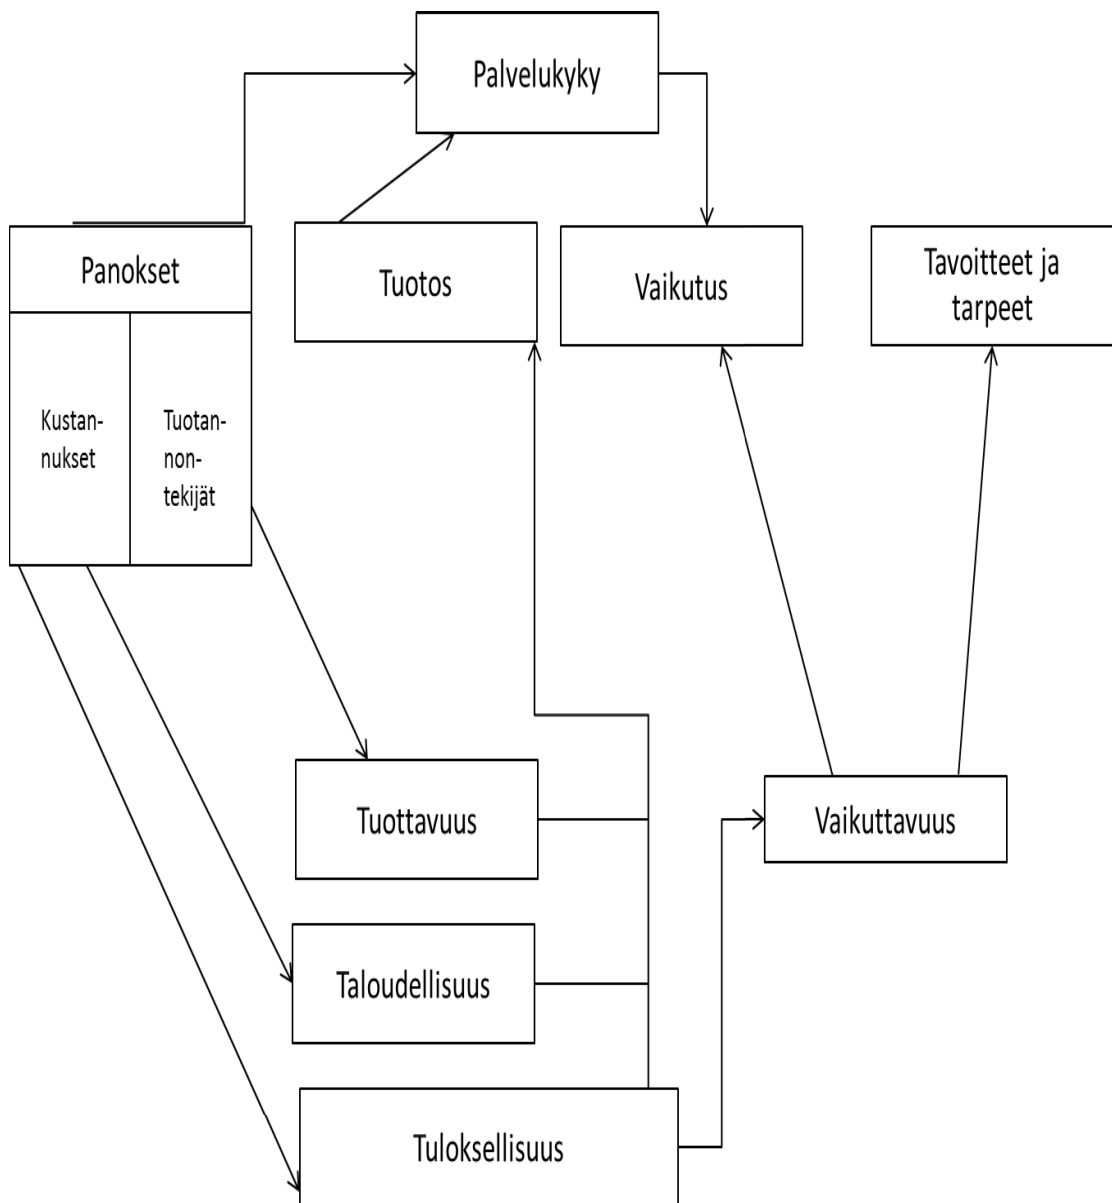 Palvelukyky
Panokset
Tuotos
Vaikutus
Tavoitteet ja
tarpeet
Kustan-
nukset
Tuotan-
non-
tekijät
Tuottavuus
Vaikuttavuus
Taloudellisuus
Tuloksellisuus